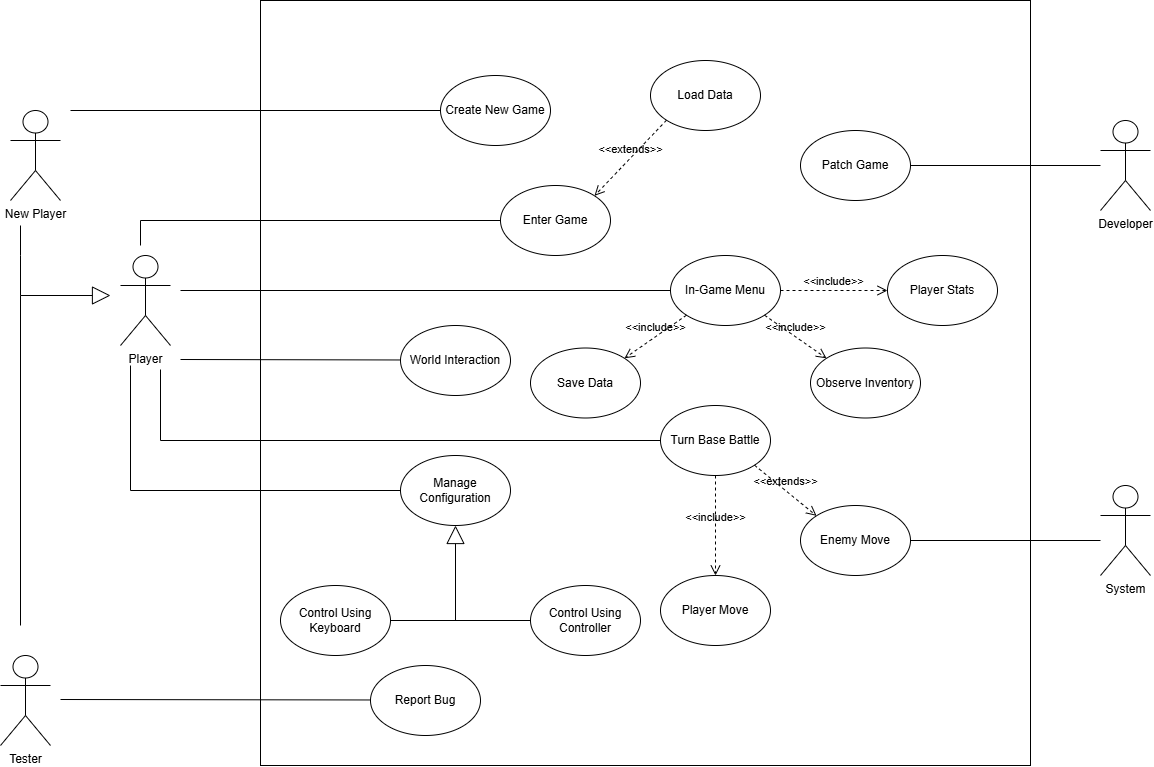 Load Data
Create New Game
<<extends>>
Patch Game
New Player
Enter Game
Developer
<<include>>
In-Game Menu
Player Stats
<<include>>
<<include>>
Player
World Interaction
Save Data
Observe Inventory
Turn Base Battle
<<extends>>
Manage
Configuration
<<include>>
Enemy Move
System
Control Using
Keyboard
Control Using
Controller
Player Move
Report Bug
Tester